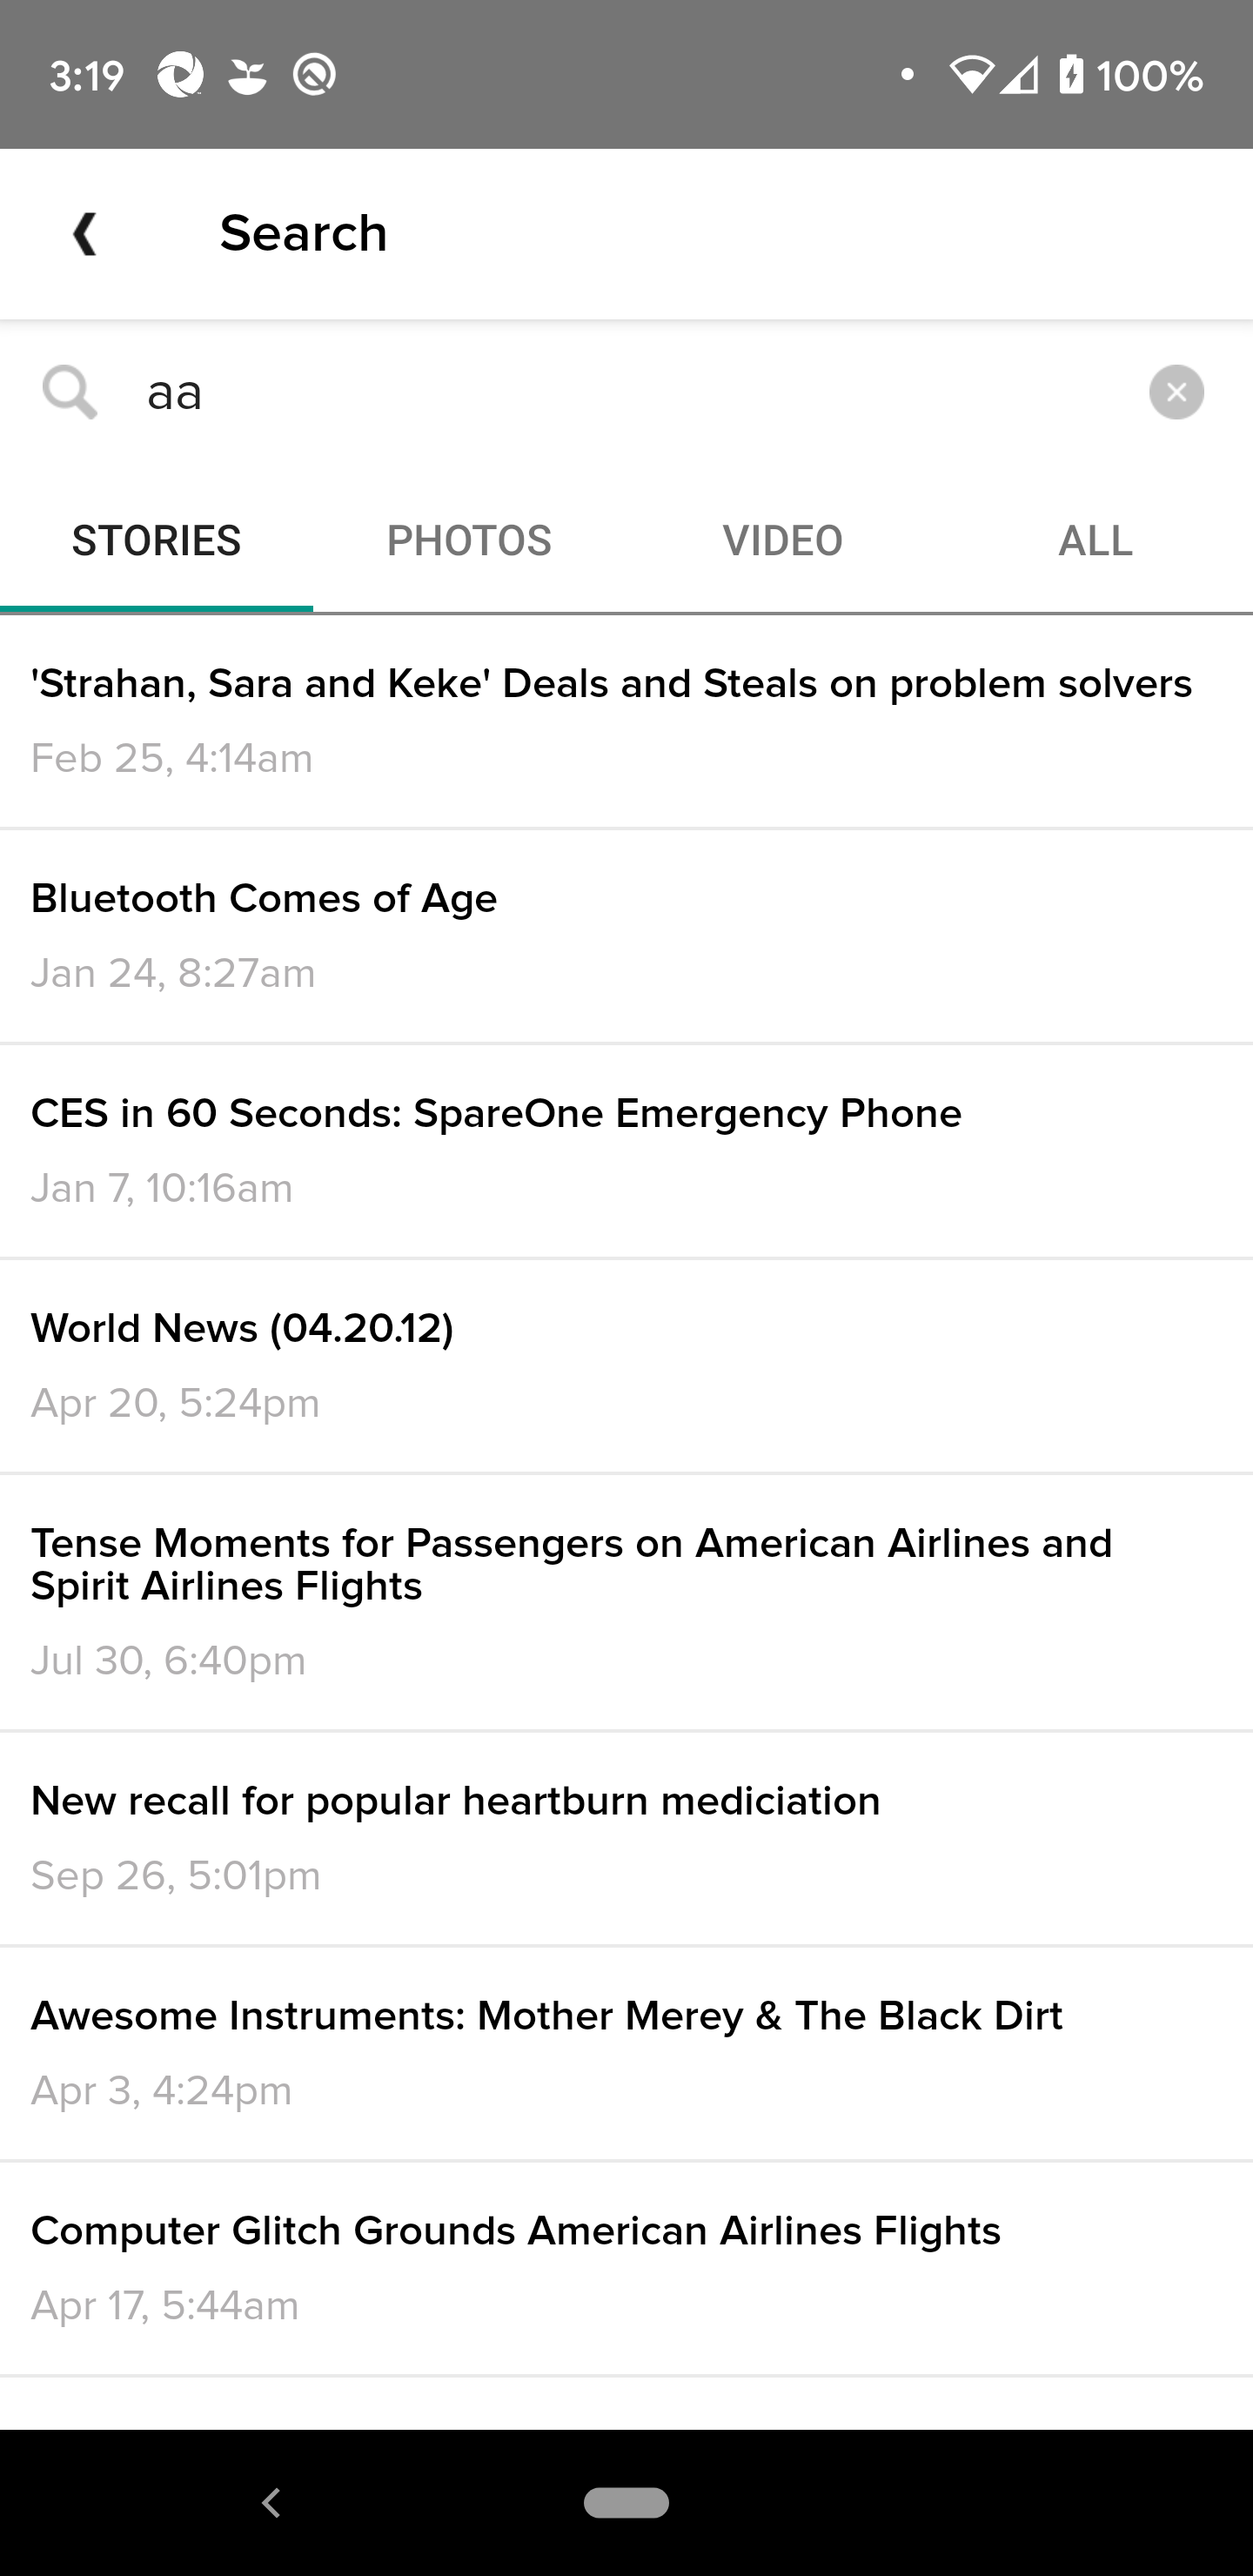 3:19
100%
Search
aa
STORIES
PHOTOS
VIDEO
ALL
'Strahan, Sara and Keke' Deals and Steals on problem solvers
Feb 25, 4:14am
Bluetooth Comes of Age
Jan 24, 8:27am
CES in 60 Seconds: SpareOne Emergency Phone
Jan 7, 10:16am
World News (04.20.12)
Apr 20, 5:24pm
Tense Moments for Passengers on American Airlines and
Spirit Airlines Flights
Jul 30, 6:40pm
New recall for popular heartburn mediciation
Sep 26, 5:01pm
Awesome Instruments: Mother Merey & The Black Dirt
Apr 3, 4:24pm
Computer Glitch Grounds American Airlines Flights
Apr 17, 5:44am